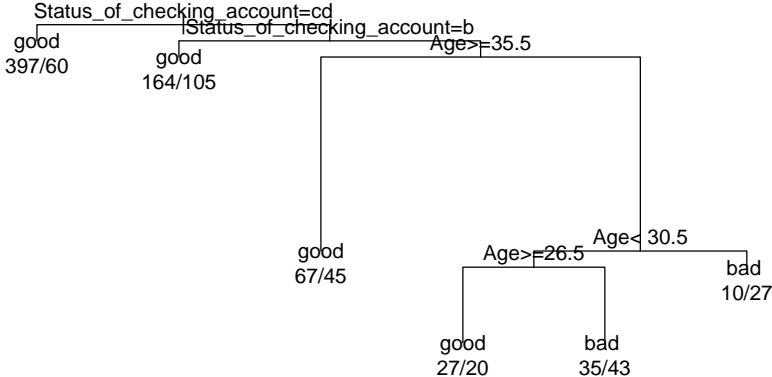 Status_of_checking_account=cd
Status_of_checking_account=b
Age>=35.5
good
397/60
good
164/105
good
67/45
Age< 30.5
Age>=26.5
bad
10/27
good
27/20
bad
35/43